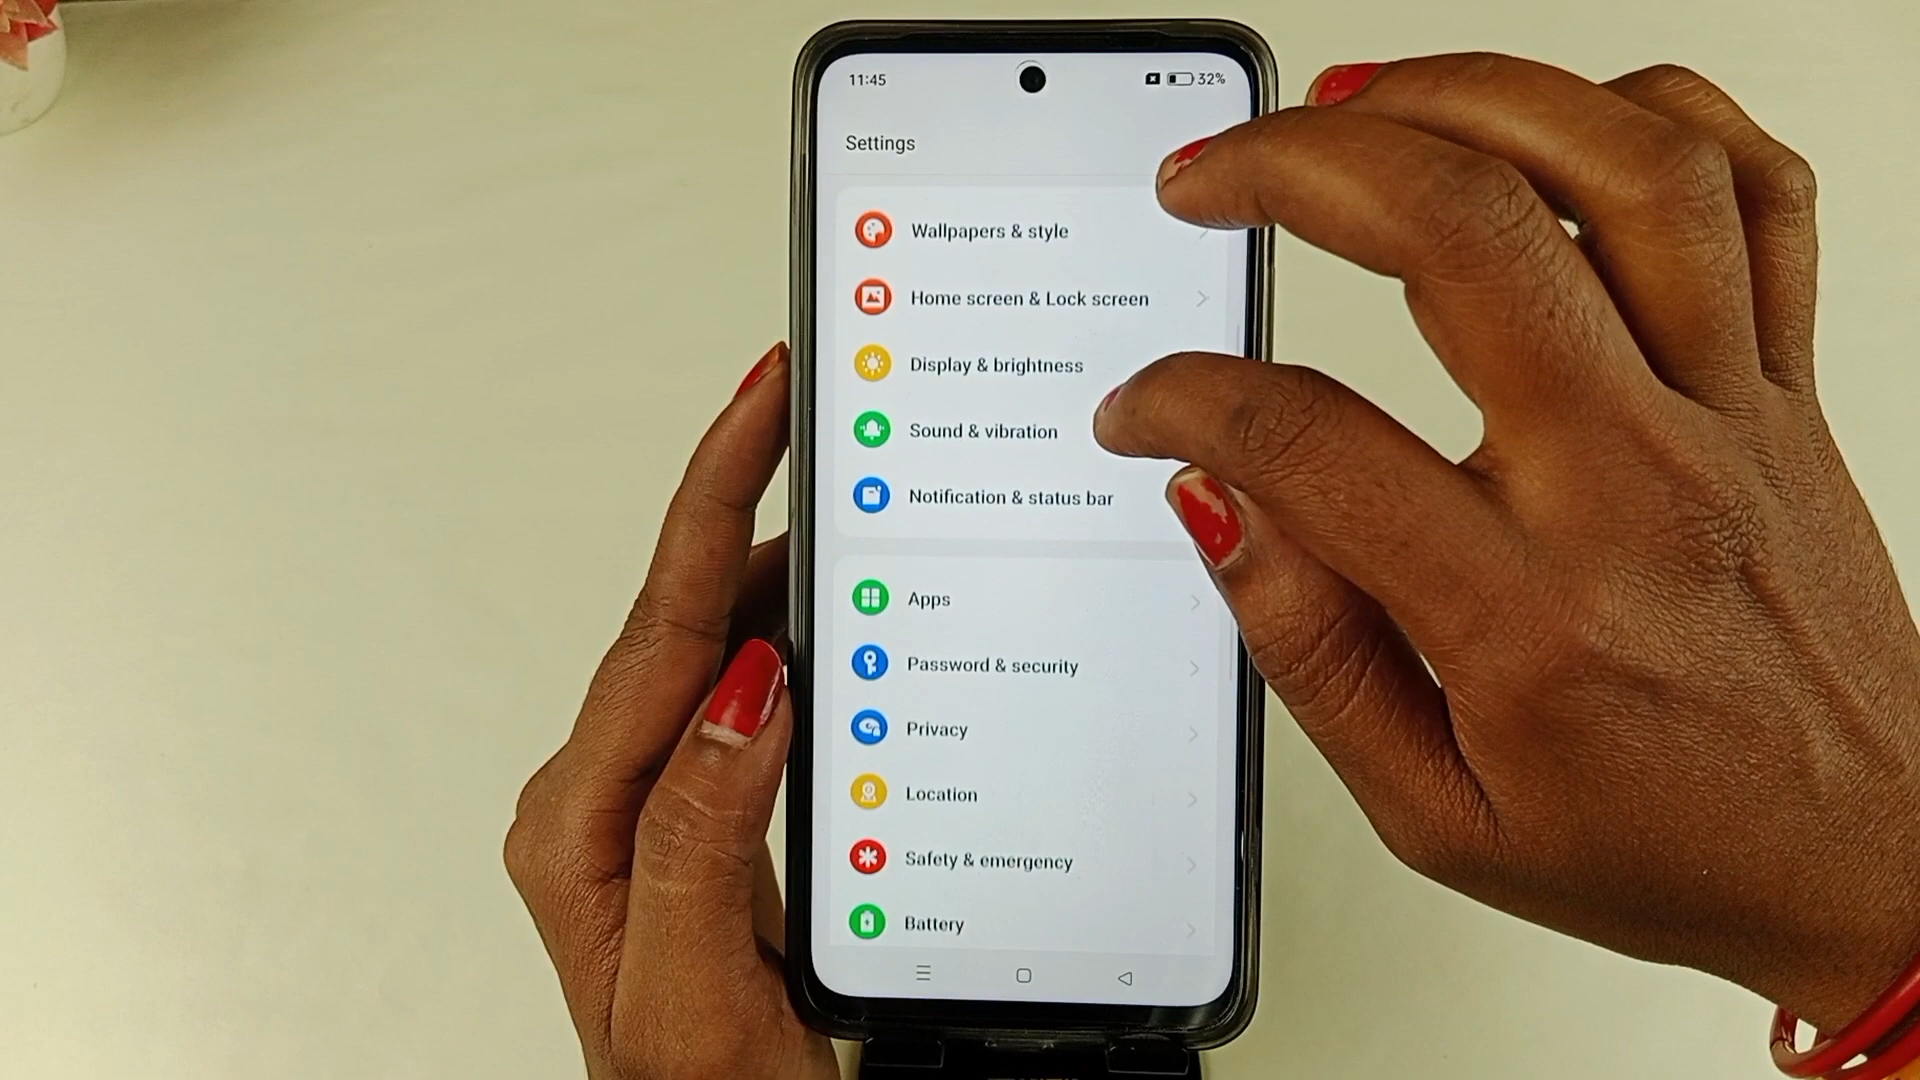 11:45
32%
Settings
Wallpapers & style
Home screen & Lock screen
Display & brightness
Sound & vibration
Notification & status bar
Apps
Password & security
Privacy
Location
Safety & emergency
Battery